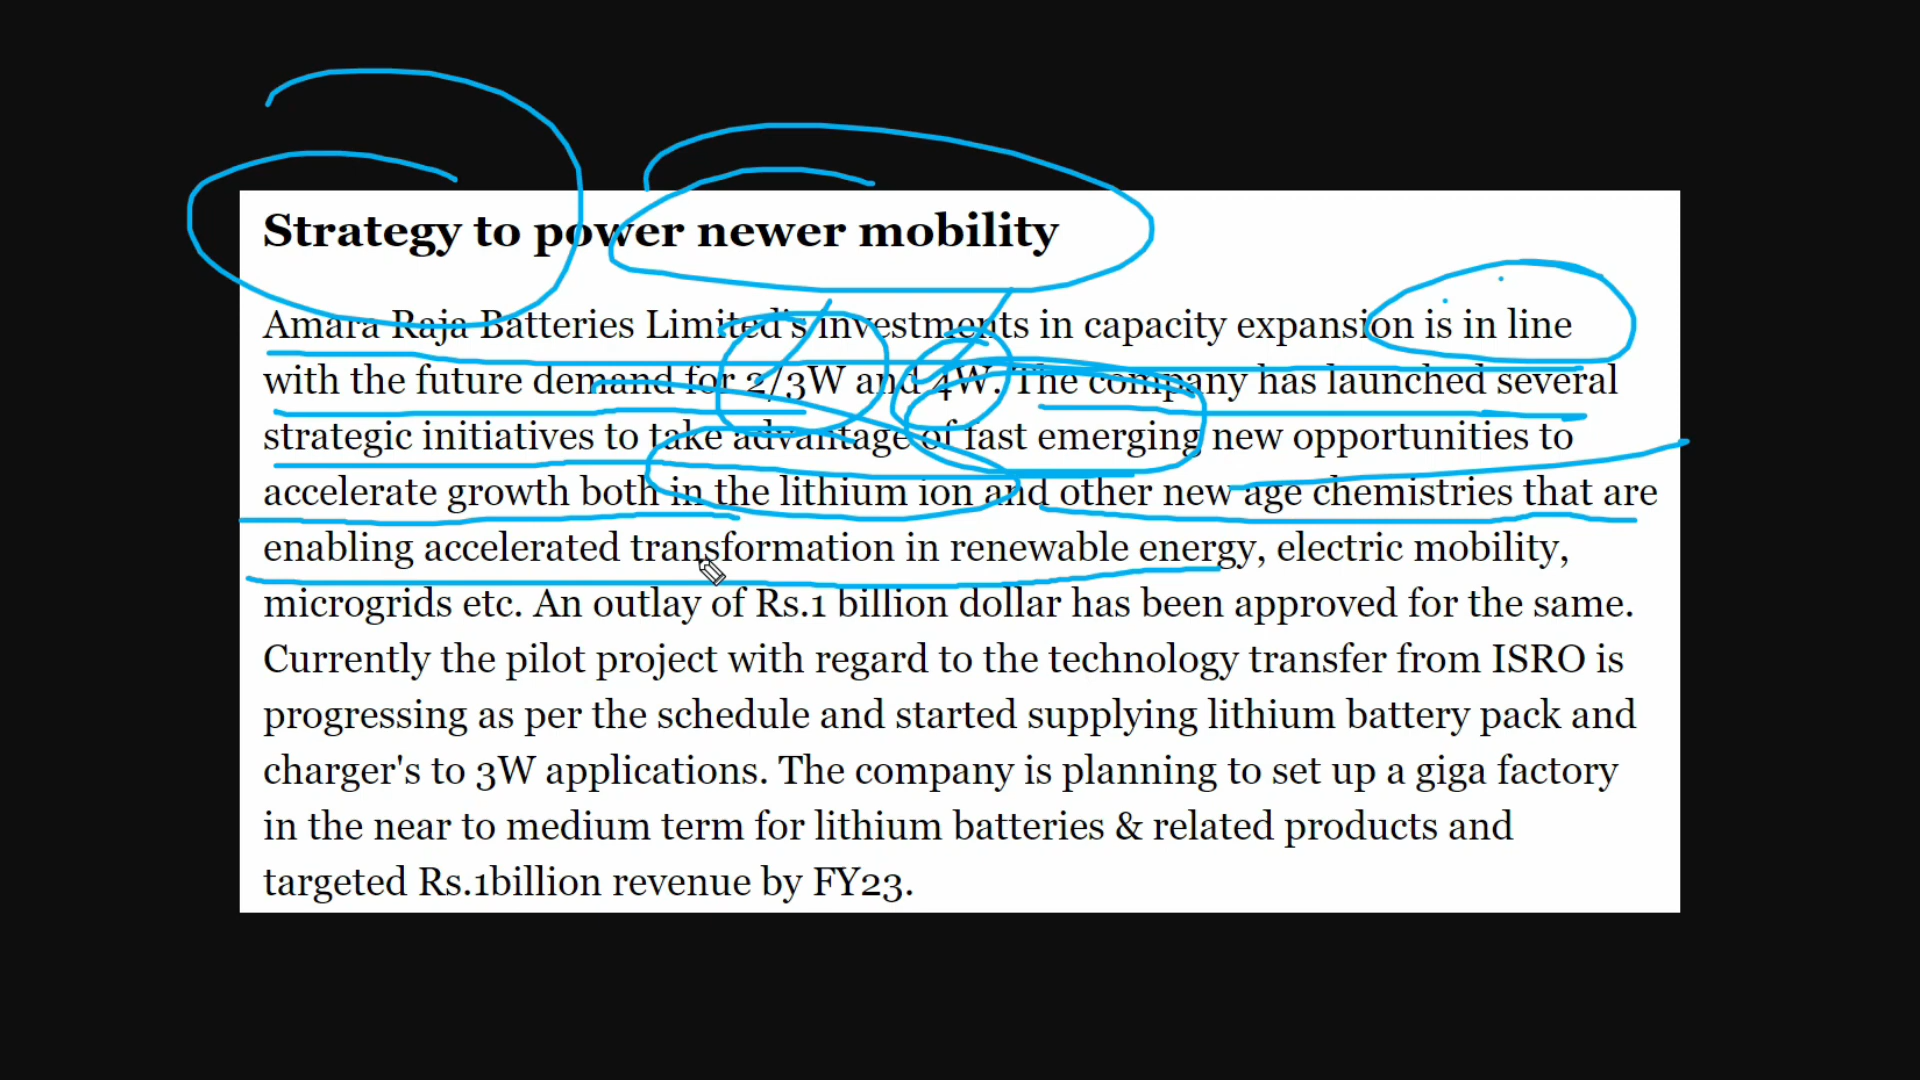 Strategy to power newer mobility
Amara Raja Batteries Limited's investments in capacity expansion is in line
with the future demand for 2/3W and 4W. The company has launched several
strategic initiatives to take advantage of fast emerging new opportunities to
accelerate growth both in the lithium ion and other new age chemistries that are
enabling accelerated transformation in renewable energy, electric mobility,
microgrids etc. An outlay of Rs.1 billion dollar has been approved for the same.
Currently the pilot project with regard to the technology transfer from ISRO is
progressing as per the schedule and started supplying lithium battery pack and
charger's to 3W applications. The company is planning to set up a giga factory
in the near to medium term for lithium batteries & related products and
targeted Rs.1billion revenue by FY23.